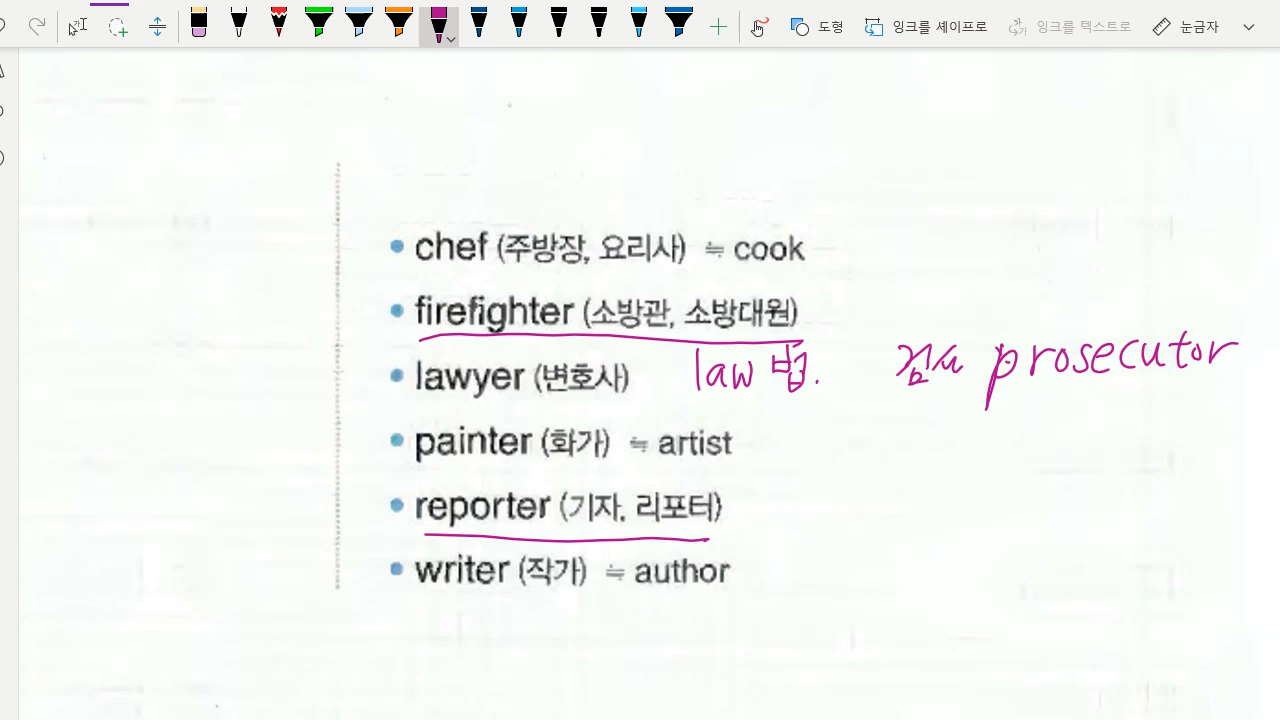 도형
잉크를 셰이프로
잉크를 텍스트로
눈금자
• chef (주방장, 요리사) ≒ cook
• firefighter (소방관, 소방대원)
• lawyer (변호사) law 법. 검사 prosecutor
• painter (화가) ≒ artist
• reporter (기자, 리포터)
• writer (작가) ≒ author